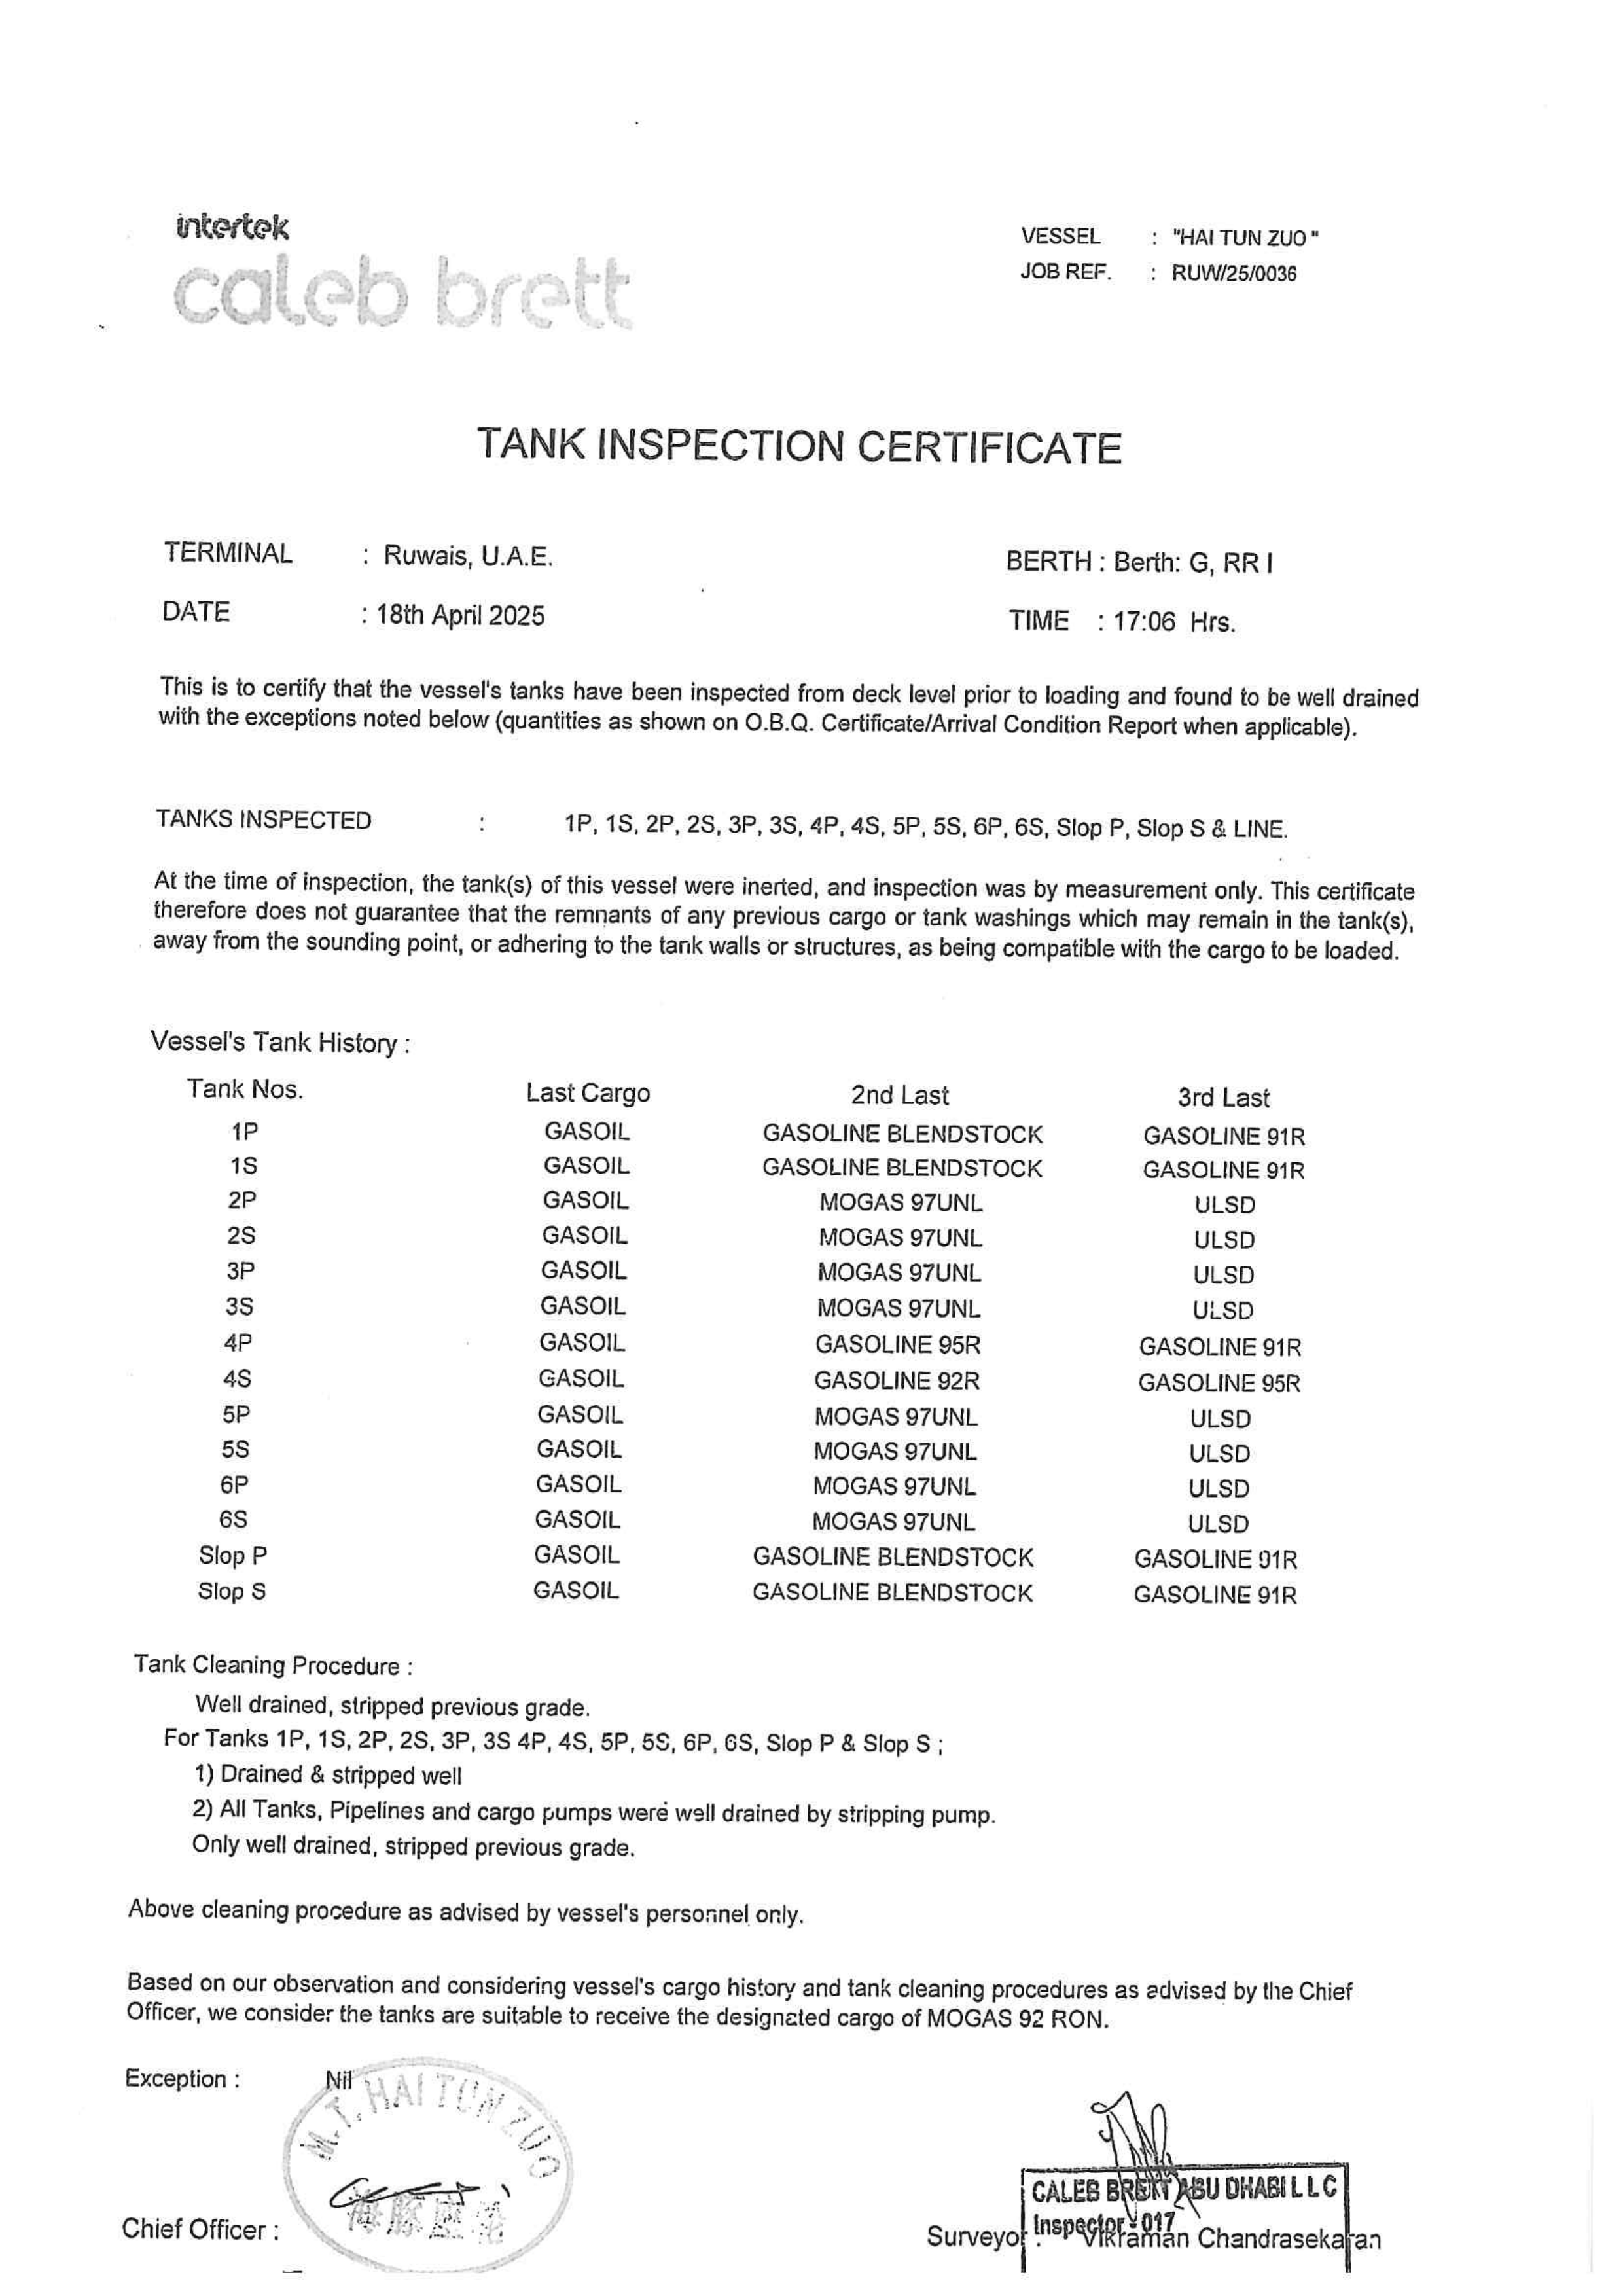 intertek
caleb brett
VESSEL : "HAI TUN ZUO "
JOB REF. : RUW/25/0036
TANK INSPECTION CERTIFICATE
TERMINAL : Ruwais, U.A.E. BERTH : Berth: G, RR I
DATE : 18th April 2025 TIME : 17:06 Hrs.
This is to certify that the vessel's tanks have been inspected from deck level prior to loading and found to be well drained
with the exceptions noted below (quantities as shown on O.B.Q. Certificate/Arrival Condition Report when applicable).
TANKS INSPECTED : 1P, 1S, 2P, 2S, 3P, 3S, 4P, 4S, 5P, 5S, 6P, 6S, Slop P, Slop S & LINE.
At the time of inspection, the tank(s) of this vessel were inerted, and inspection was by measurement only. This certificate
therefore does not guarantee that the remnants of any previous cargo or tank washings which may remain in the tank(s),
away from the sounding point, or adhering to the tank walls or structures, as being compatible with the cargo to be loaded.
Vessel's Tank History :
Tank Nos. Last Cargo 2nd Last 3rd Last
1P GASOIL GASOLINE BLENDSTOCK GASOLINE 91R
1S GASOIL GASOLINE BLENDSTOCK GASOLINE 91R
2P GASOIL MOGAS 97UNL ULSD
2S GASOIL MOGAS 97UNL ULSD
3P GASOIL MOGAS 97UNL ULSD
3S GASOIL MOGAS 97UNL ULSD
4P GASOIL GASOLINE 95R GASOLINE 91R
4S GASOIL GASOLINE 92R GASOLINE 95R
5P GASOIL MOGAS 97UNL ULSD
5S GASOIL MOGAS 97UNL ULSD
6P GASOIL MOGAS 97UNL ULSD
6S GASOIL MOGAS 97UNL ULSD
Slop P GASOIL GASOLINE BLENDSTOCK GASOLINE 91R
Slop S GASOIL GASOLINE BLENDSTOCK GASOLINE 91R
Tank Cleaning Procedure :
Well drained, stripped previous grade.
For Tanks 1P, 1S, 2P, 2S, 3P, 3S 4P, 4S, 5P, 5S, 6P, 6S, Slop P & Slop S ;
1) Drained & stripped well
2) All Tanks, Pipelines and cargo pumps were well drained by stripping pump.
Only well drained, stripped previous grade.
Above cleaning procedure as advised by vessel's personnel only.
Based on our observation and considering vessel's cargo history and tank cleaning procedures as advised by the Chief
Officer, we consider the tanks are suitable to receive the designated cargo of MOGAS 92 RON.
Exception : Nil
M.T. HAI TUN ZUO
海豚座
CALEB BRETT ABU DHABI L L C
Inspector - 017
Chief Officer :
Surveyor : Vikraman Chandrasekaran